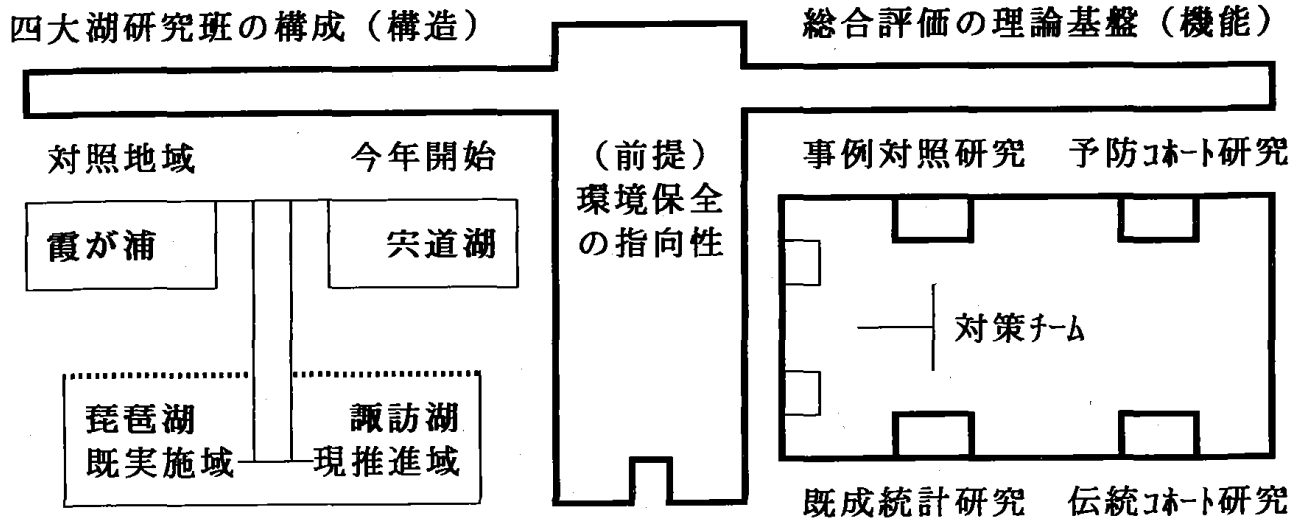 四大湖研究班の構成（構造）
総合評価の理論基盤（機能）
対照地域
今年開始
霞が浦
宍道湖
琵琶湖
既実施域
諏訪湖
現推進域
（前提）
環境保全
の指向性
事例対照研究
予防ｺﾎｰﾄ研究
対策ﾁｰﾑ
既成統計研究
伝統ｺﾎｰﾄ研究